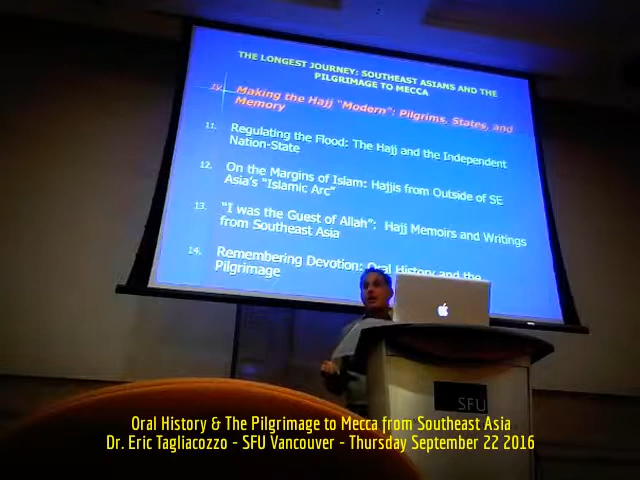 THE LONGEST JOURNEY: SOUTHEAST ASIANS AND THE
PILGRIMAGE TO MECCA
IV. Making the Hajj "Modern": Pilgrims, States, and
Memory
11. Regulating the Flood: The Hajj and the Independent
Nation-State
12. On the Margins of Islam: Hajjis from Outside of SE
Asia's "Islamic Arc"
13. "I was the Guest of Allah": Hajj Memoirs and Writings
from Southeast Asia
14. Remembering Devotion: Oral History and the
Pilgrimage
SFU
Oral History & The Pilgrimage to Mecca from Southeast Asia
Dr. Eric Tagliacozzo - SFU Vancouver - Thursday September 22 2016